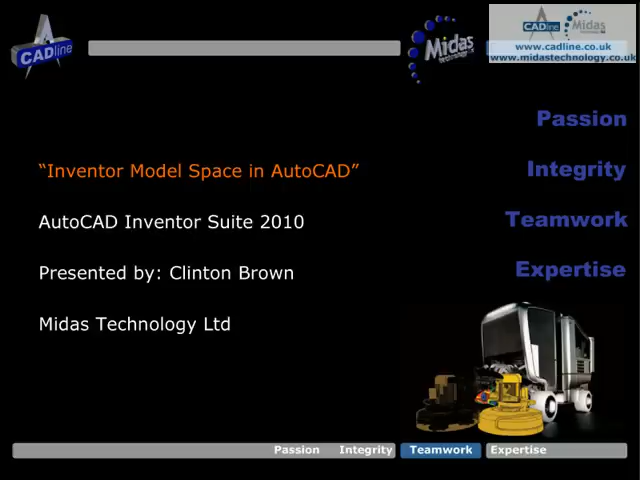 CADline
Midas
technology
CADline
Midas
www.cadline.co.uk
www.midastechnology.co.uk
Passion
“Inventor Model Space in AutoCAD”
Integrity
AutoCAD Inventor Suite 2010
Teamwork
Presented by: Clinton Brown
Expertise
Midas Technology Ltd
Passion Integrity Teamwork Expertise